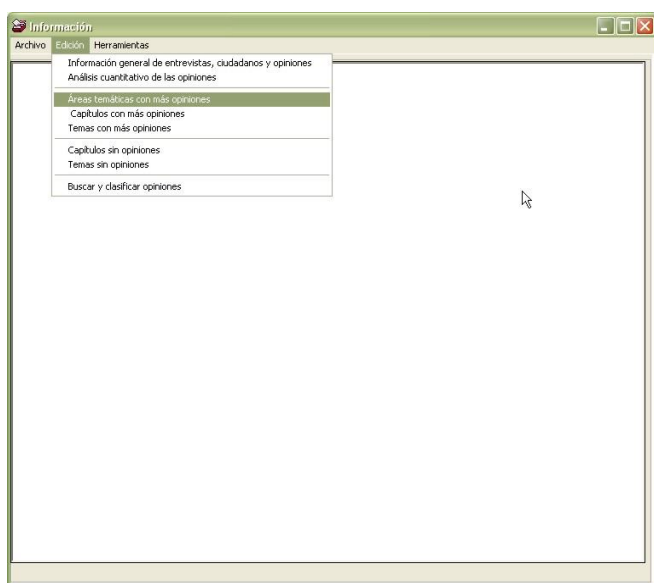 Información
Archivo Edición Herramientas
Información general de entrevistas, ciudadanos y opiniones
Análisis cuantitativo de las opiniones
Áreas temáticas con más opiniones
Capítulos con más opiniones
Temas con más opiniones
Capítulos sin opiniones
Temas sin opiniones
Buscar y clasificar opiniones